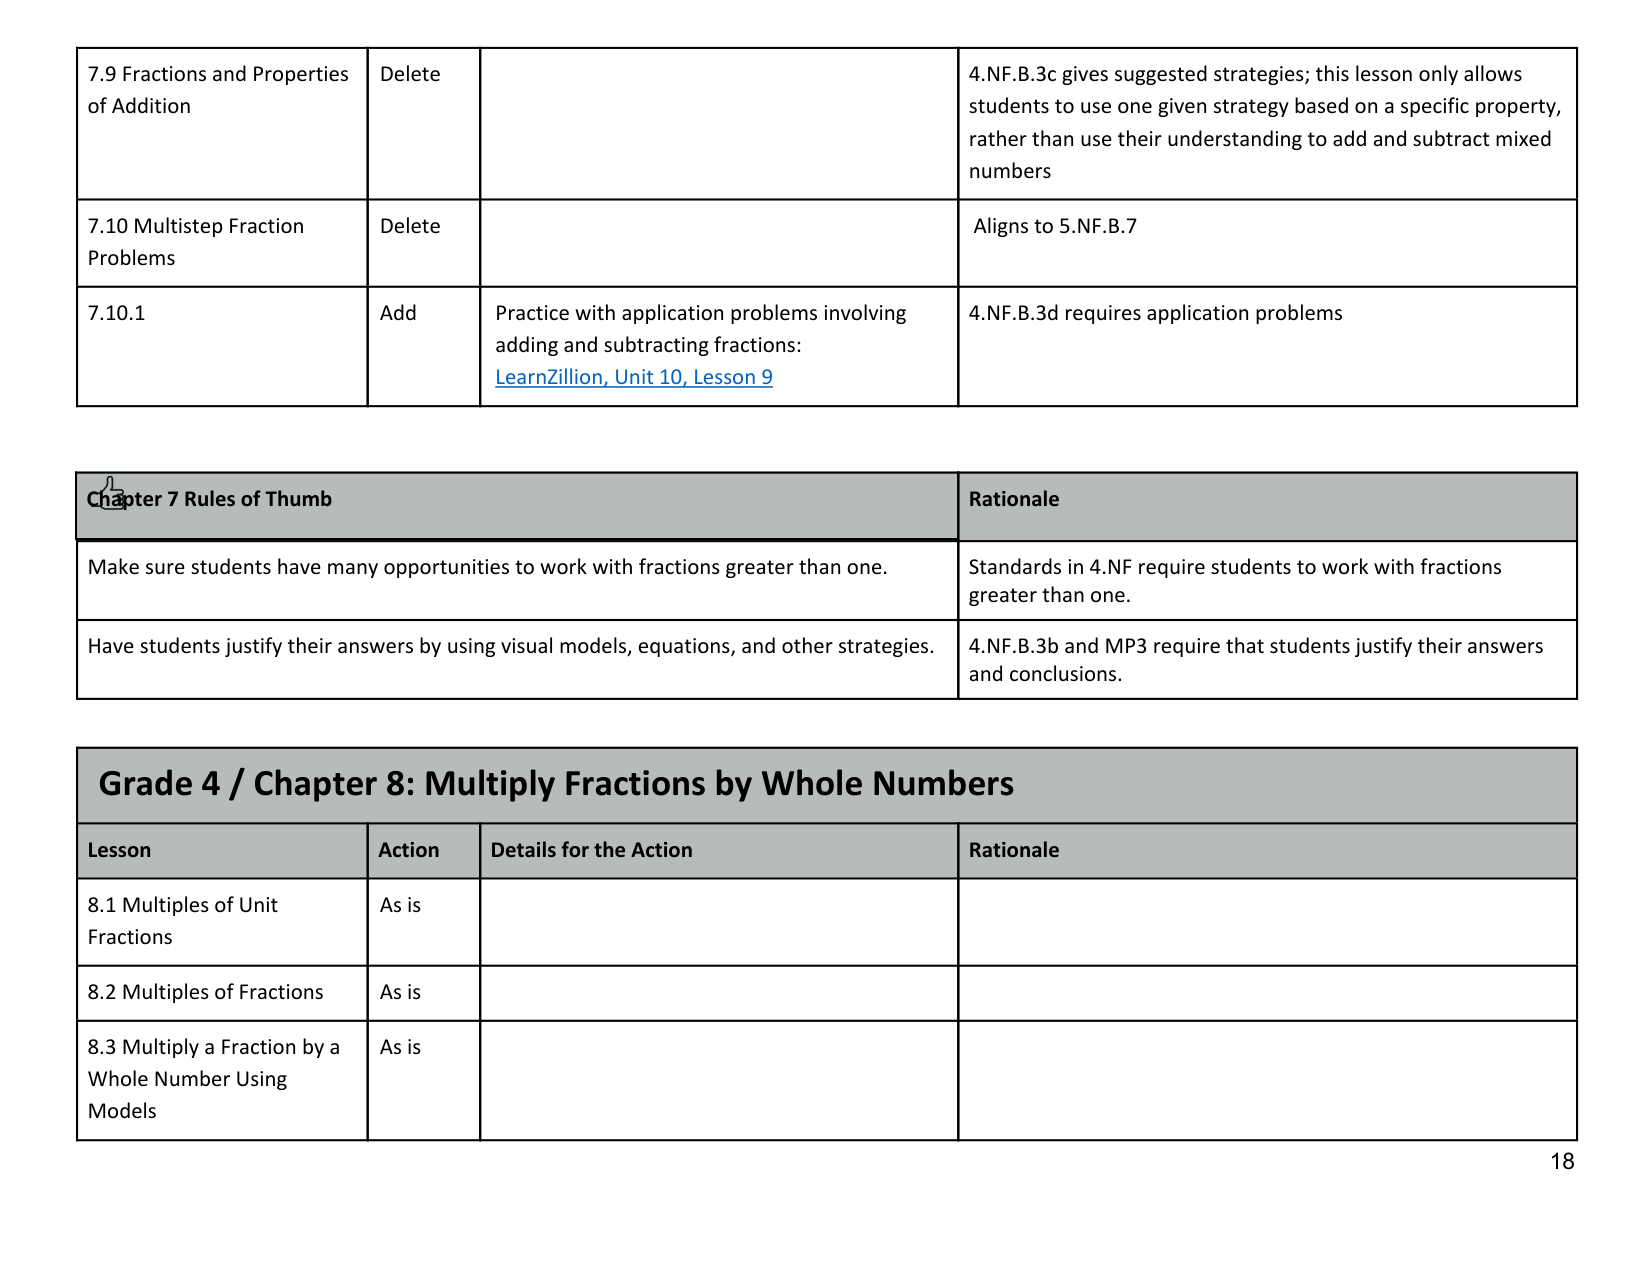 7.9 Fractions and Properties
of Addition
Delete
4.NF.B.3c gives suggested strategies; this lesson only allows
students to use one given strategy based on a specific property,
rather than use their understanding to add and subtract mixed
numbers
7.10 Multistep Fraction
Problems
Delete
Aligns to 5.NF.B.7
7.10.1
Add
Practice with application problems involving
adding and subtracting fractions:
LearnZillion, Unit 10, Lesson 9
4.NF.B.3d requires application problems
Chapter 7 Rules of Thumb
Rationale
Make sure students have many opportunities to work with fractions greater than one.
Standards in 4.NF require students to work with fractions
greater than one.
Have students justify their answers by using visual models, equations, and other strategies.
4.NF.B.3b and MP3 require that students justify their answers
and conclusions.
Grade 4 / Chapter 8: Multiply Fractions by Whole Numbers
Lesson
Action
Details for the Action
Rationale
8.1 Multiples of Unit
Fractions
As is
8.2 Multiples of Fractions
As is
8.3 Multiply a Fraction by a
Whole Number Using
Models
As is
18